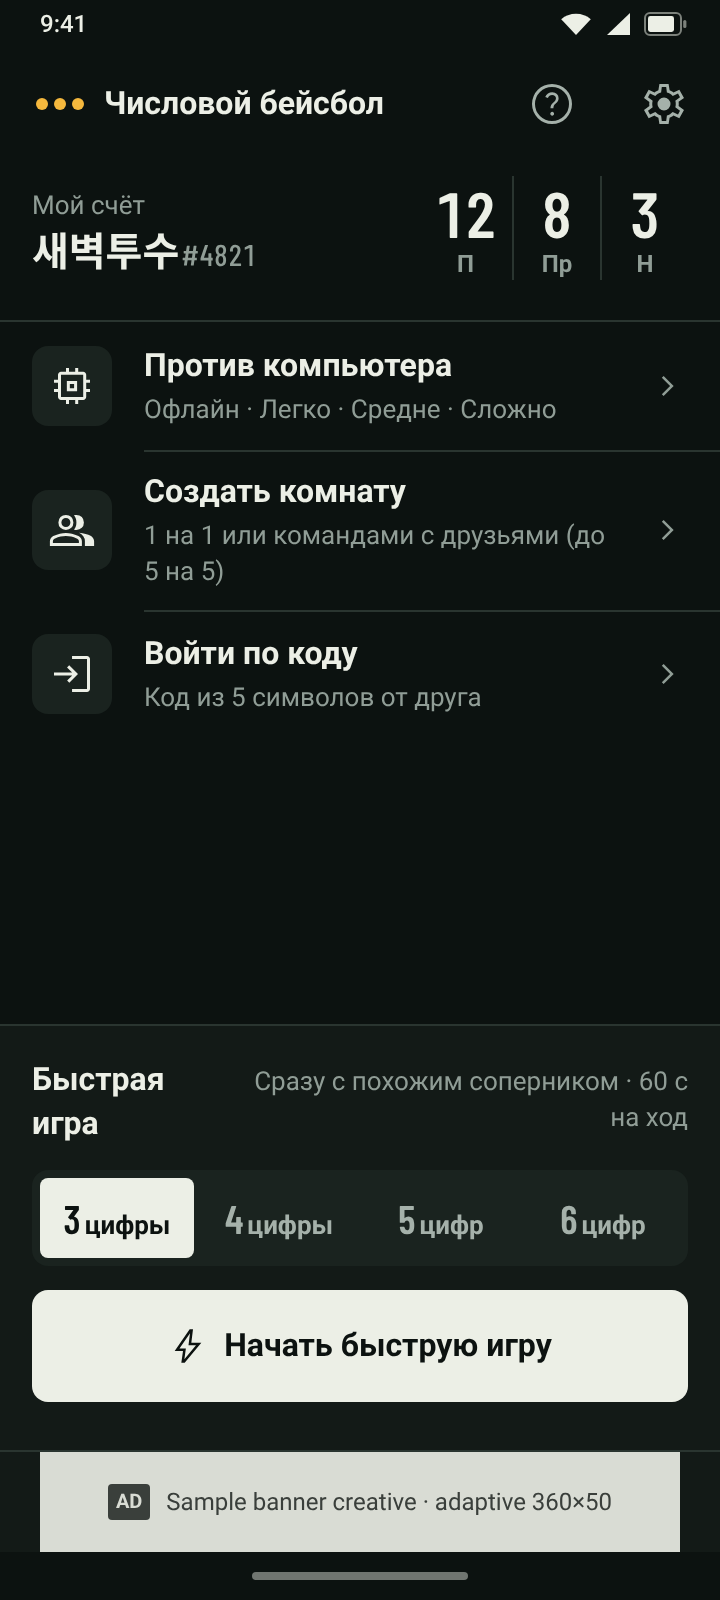 9:41
Числовой бейсбол
Мой счёт
새벽투수#4821
12 8 3
П Пр Н
Против компьютера
Офлайн · Легко · Средне · Сложно
Создать комнату
1 на 1 или командами с друзьями (до
5 на 5)
Войти по коду
Код из 5 символов от друга
Быстрая
игра
Сразу с похожим соперником · 60 с
на ход
3 цифры 4 цифры 5 цифр 6 цифр
Начать быструю игру
AD Sample banner creative · adaptive 360×50